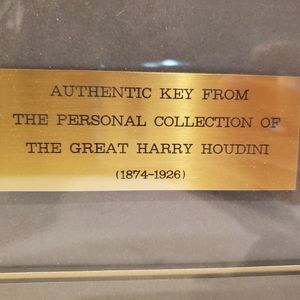 AUTHENTIC KEY FROM
THE PERSONAL COLLECTION OF
THE GREAT HARRY HOUDINI
(1874-1926)